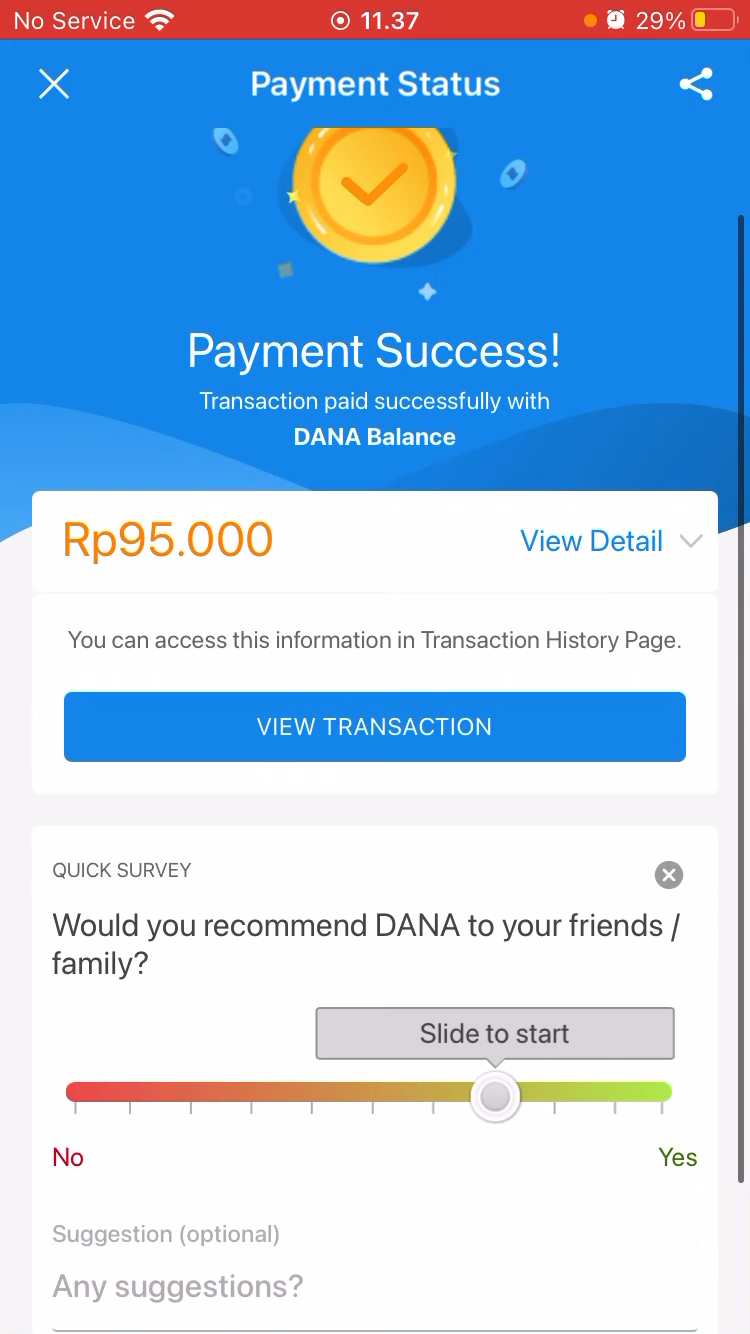 No Service 11.37 29%
Payment Status
Payment Success!
Transaction paid successfully with
DANA Balance
Rp95.000 View Detail
You can access this information in Transaction History Page.
VIEW TRANSACTION
QUICK SURVEY
Would you recommend DANA to your friends /
family?
Slide to start
No Yes
Suggestion (optional)
Any suggestions?